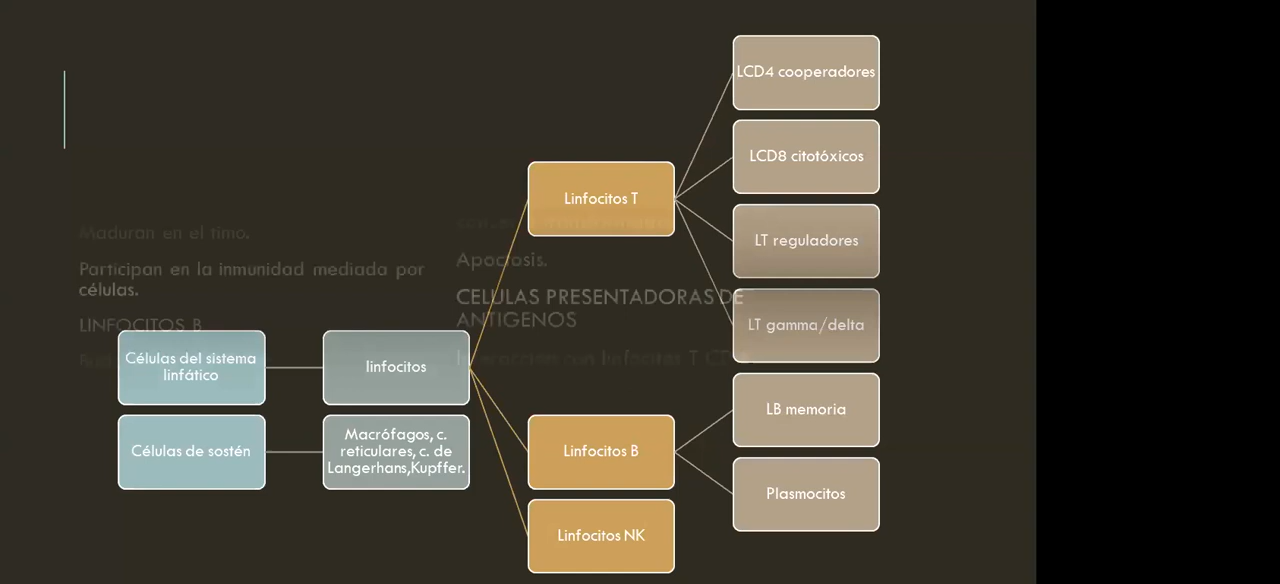 LCD4 cooperadores
LCD8 citotóxicos
Linfocitos T
Maduran en el timo.
LT reguladores
Apoptosis.
Participan en la inmunidad mediada por
células.
CELULAS PRESENTADORAS DE
ANTIGENOS
LINFOCITOS B
LT gamma/delta
Células del sistema
linfático
linfocitos
linfocitos T
LB memoria
Células de sostén
Macrófagos, c.
reticulares, c. de
Langerhans,Kupffer.
Linfocitos B
Plasmocitos
Linfocitos NK